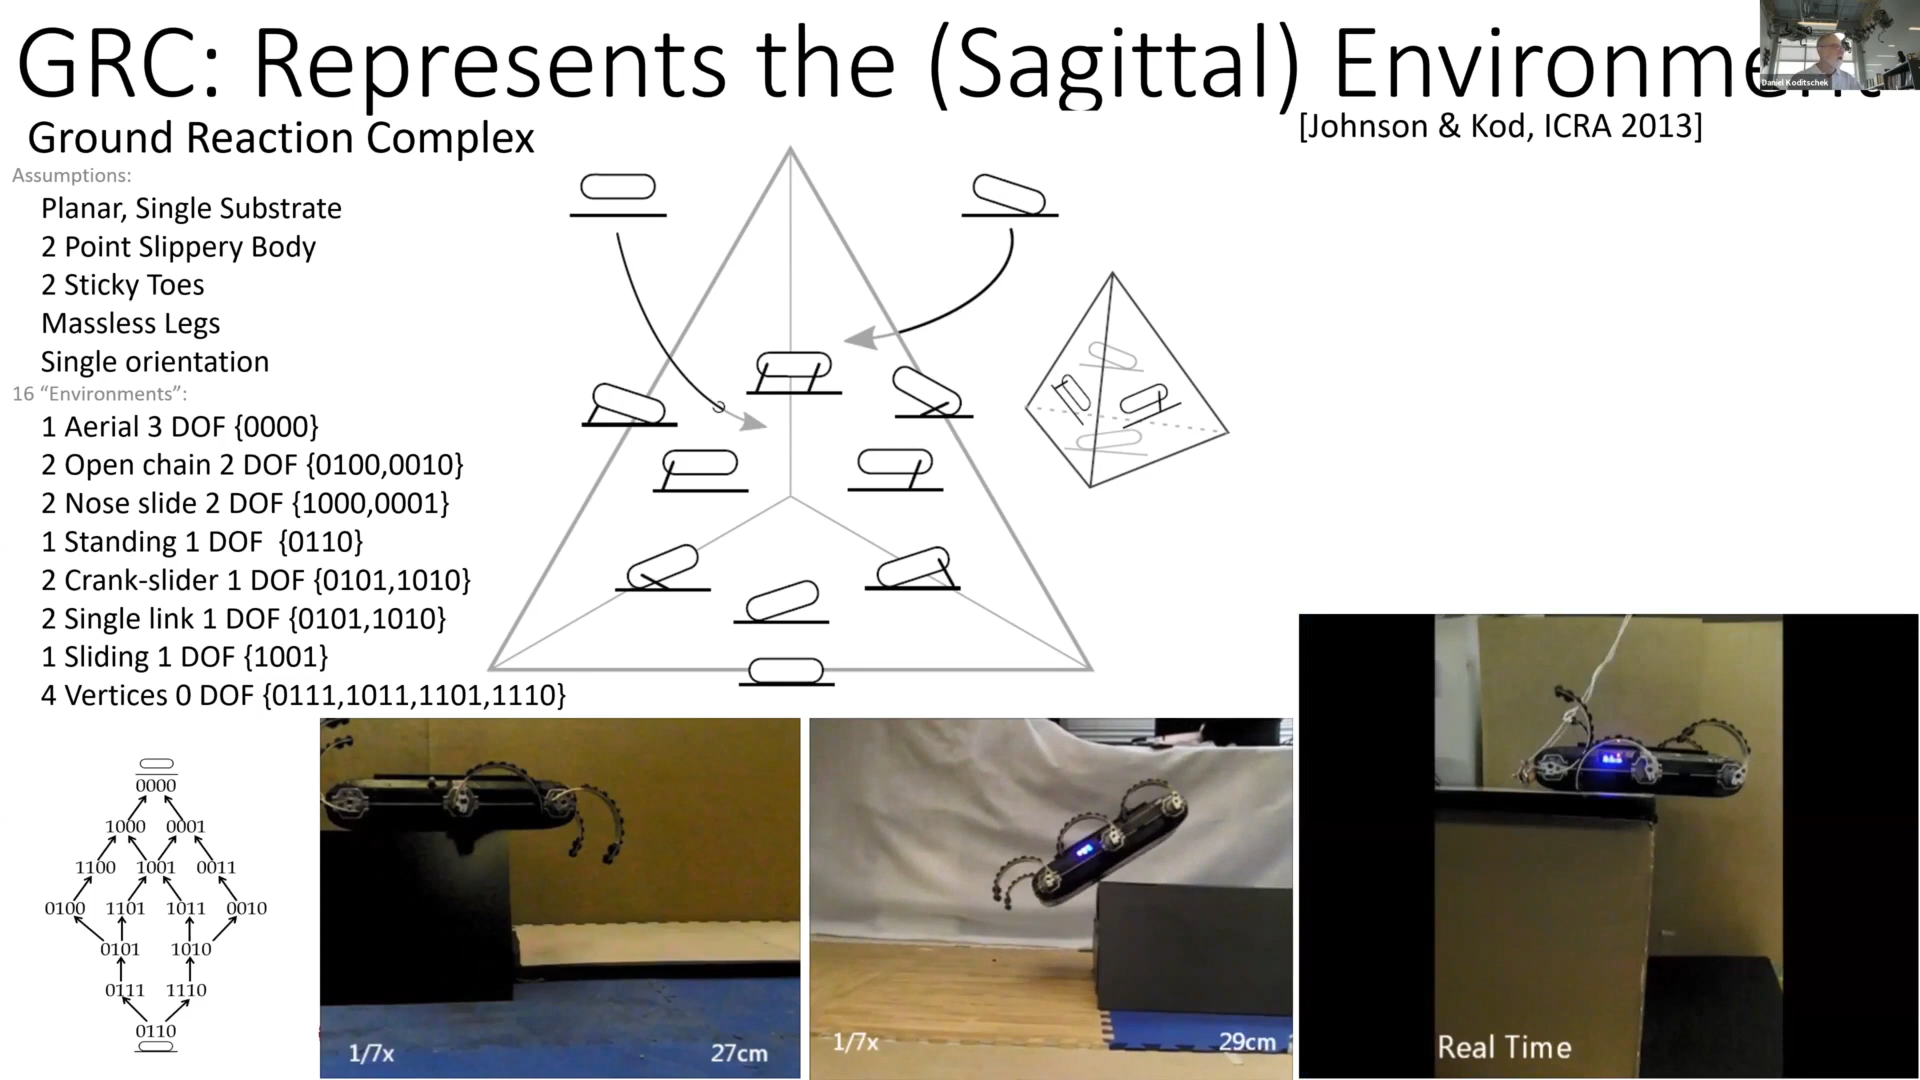 GRC: Represents the (Sagittal) Environment
Daniel Koditschek
Ground Reaction Complex
[Johnson & Kod, ICRA 2013]
Assumptions:
Planar, Single Substrate
2 Point Slippery Body
2 Sticky Toes
Massless Legs
Single orientation
16 “Environments”:
1 Aerial 3 DOF {0000}
2 Open chain 2 DOF {0100,0010}
2 Nose slide 2 DOF {1000,0001}
1 Standing 1 DOF {0110}
2 Crank-slider 1 DOF {0101,1010}
2 Single link 1 DOF {0101,1010}
1 Sliding 1 DOF {1001}
4 Vertices 0 DOF {0111,1011,1101,1110}
0000
1000 0001
1100 1001 0011
0100 1101 1011 0010
0101 1010
0111 1110
0110
1/7x 27cm
1/7x 29cm
Real Time